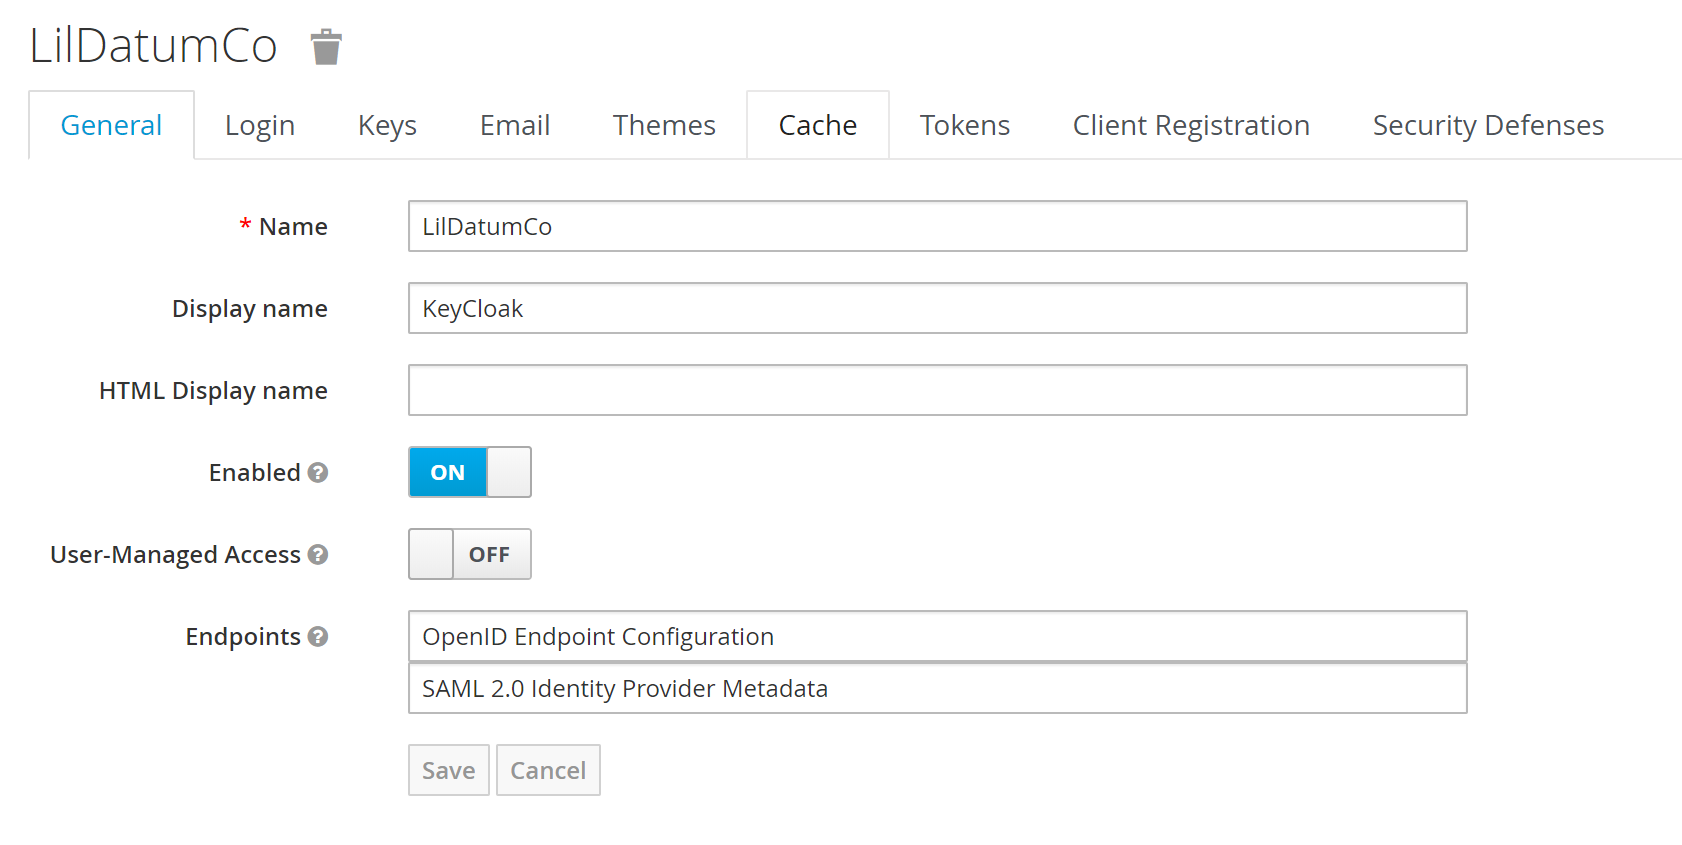 LilDatumCo
General Login Keys Email Themes Cache Tokens Client Registration Security Defenses
* Name LilDatumCo
Display name KeyCloak
HTML Display name
Enabled ? ON
User-Managed Access ? OFF
Endpoints ? OpenID Endpoint Configuration
SAML 2.0 Identity Provider Metadata
Save Cancel